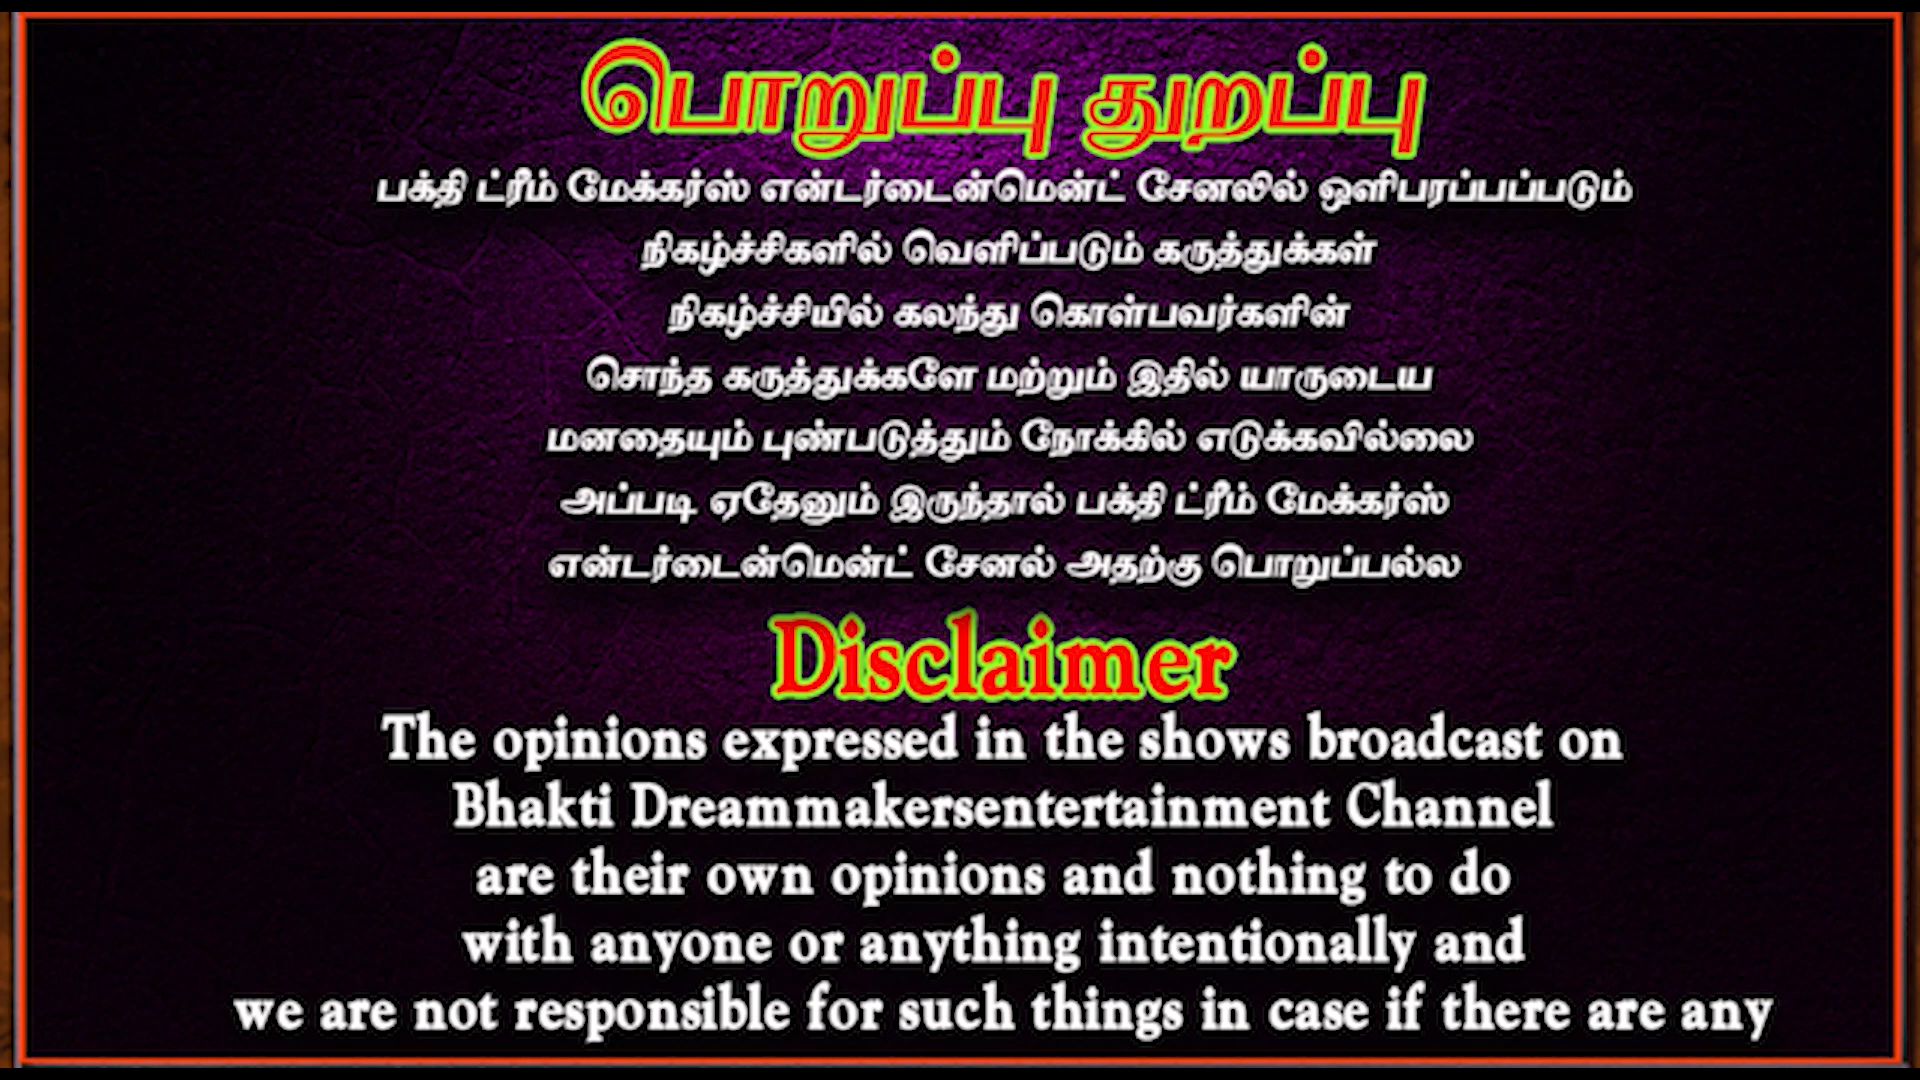 பொறுப்பு துறப்பு
பக்தி ட்ரீம் மேக்கர்ஸ் என்டர்டைன்மென்ட் சேனலில் ஒளிபரப்பப்படும்
நிகழ்ச்சிகளில் வெளிப்படும் கருத்துக்கள்
நிகழ்ச்சியில் கலந்து கொள்பவர்களின்
சொந்த கருத்துக்களே மற்றும் இதில் யாருடைய
மனதையும் புண்படுத்தும் நோக்கில் எடுக்கவில்லை
அப்படி ஏதேனும் இருந்தால் பக்தி ட்ரீம் மேக்கர்ஸ்
என்டர்டைன்மென்ட் சேனல் அதற்கு பொறுப்பல்ல
Disclaimer
The opinions expressed in the shows broadcast on
Bhakti Dreammakersentertainment Channel
are their own opinions and nothing to do
with anyone or anything intentionally and
we are not responsible for such things in case if there are any